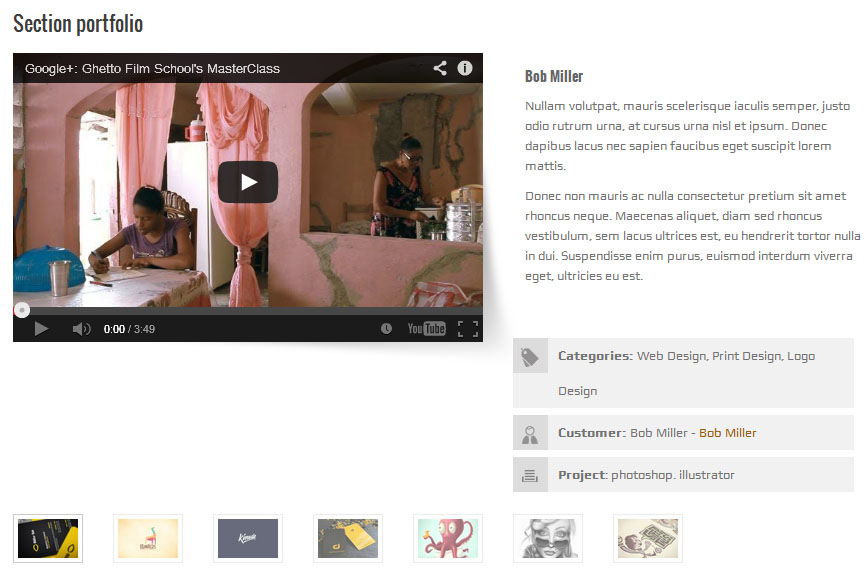 Section portfolio
Google+: Ghetto Film School's MasterClass
Bob Miller
Nullam volutpat, mauris scelerisque iaculis semper, justo
odio rutrum urna, at cursus urna nisl et ipsum. Donec
dapibus lacus nec sapien faucibus eget suscipit lorem
mattis.
Donec non mauris ac nulla consectetur pretium sit amet
rhoncus neque. Maecenas aliquet, diam sed rhoncus
vestibulum, sem lacus ultrices est, eu hendrerit tortor nulla
in dui. Suspendisse enim purus, euismod interdum viverra
eget, ultricies eu est.
0:00 / 3:49
YouTube
Categories: Web Design, Print Design, Logo
Design
Customer: Bob Miller - Bob Miller
Project: photoshop. illustrator